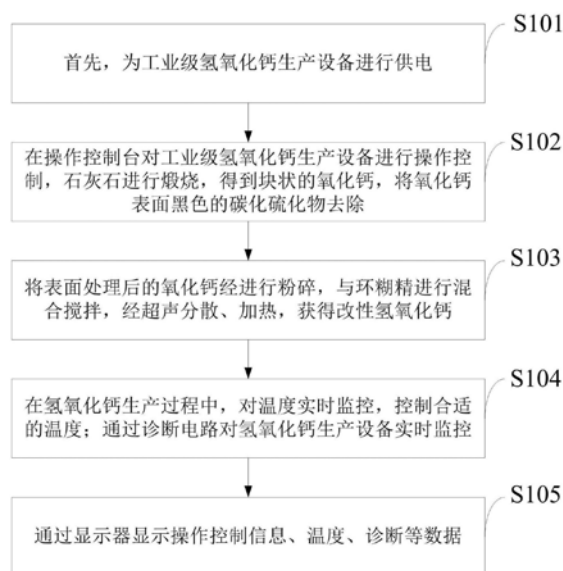 S101
首先，为工业级氢氧化钙生产设备进行供电
S102
在操作控制台对工业级氢氧化钙生产设备进行操作控
制，石灰石进行煅烧，得到块状的氧化钙，将氧化钙
表面黑色的碳化硫化物去除
S103
将表面处理后的氧化钙经进行粉碎，与环糊精进行混
合搅拌，经超声分散、加热，获得改性氢氧化钙
S104
在氢氧化钙生产过程中，对温度实时监控，控制合适
的温度；通过诊断电路对氢氧化钙生产设备实时监控
S105
通过显示器显示操作控制信息、温度、诊断等数据